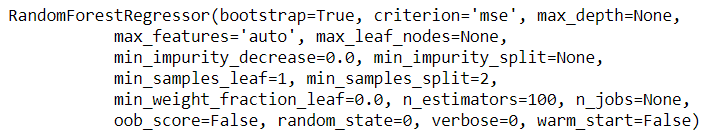 RandomForestRegressor(bootstrap=True, criterion='mse', max_depth=None,
max_features='auto', max_leaf_nodes=None,
min_impurity_decrease=0.0, min_impurity_split=None,
min_samples_leaf=1, min_samples_split=2,
min_weight_fraction_leaf=0.0, n_estimators=100, n_jobs=None,
oob_score=False, random_state=0, verbose=0, warm_start=False)